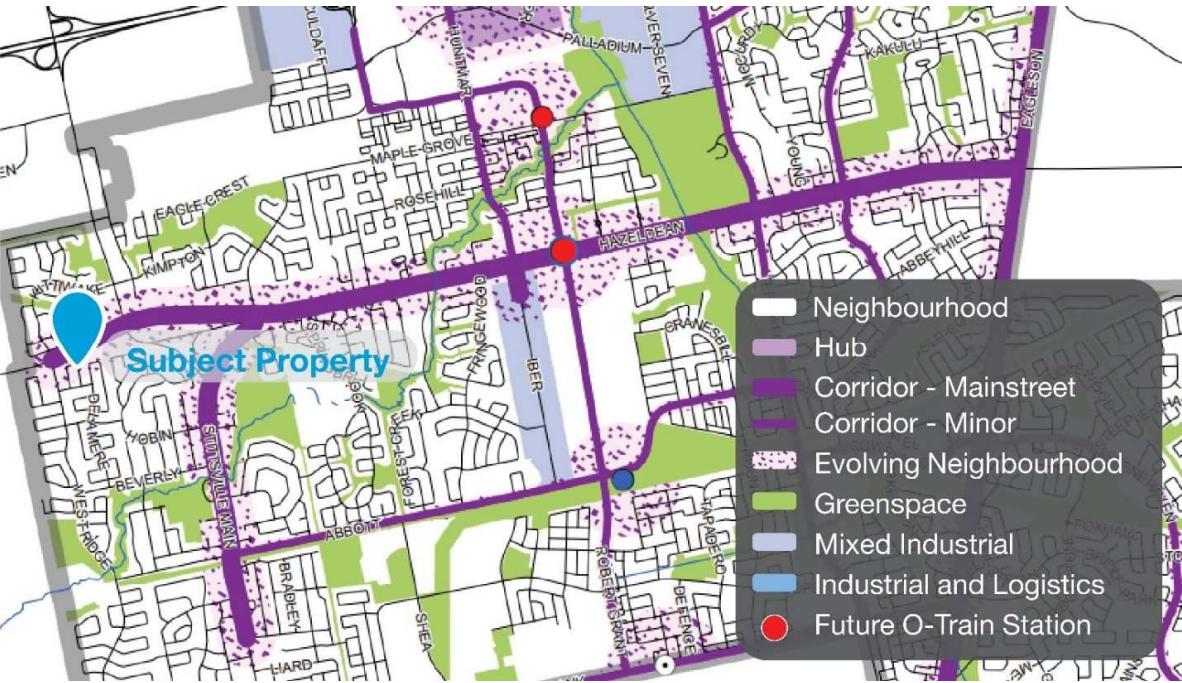 HUNTMAR
PALLADIUM
KAKULU
EAGLESON
MAPLE GROVE
YOUNG
EAGLE CREST
ROSEHILL
HAZELDEAN
KIMPTON
ABBEYHILL
FRINGEWOOD
Neighbourhood
Subject Property
CRANESBILL
Hub
IBER
Corridor - Mainstreet
DELAMERE
Corridor - Minor
HOBIN
STITTSVILLE MAIN
FOREST CREEK
Evolving Neighbourhood
BEVERLY
WEST RIDGE
Greenspace
ABBOTT
TAPADERO
Mixed Industrial
BRADLEY
ROBERT GRANT
Industrial and Logistics
SHEA
DEFENCE
Future O-Train Station
LIARD